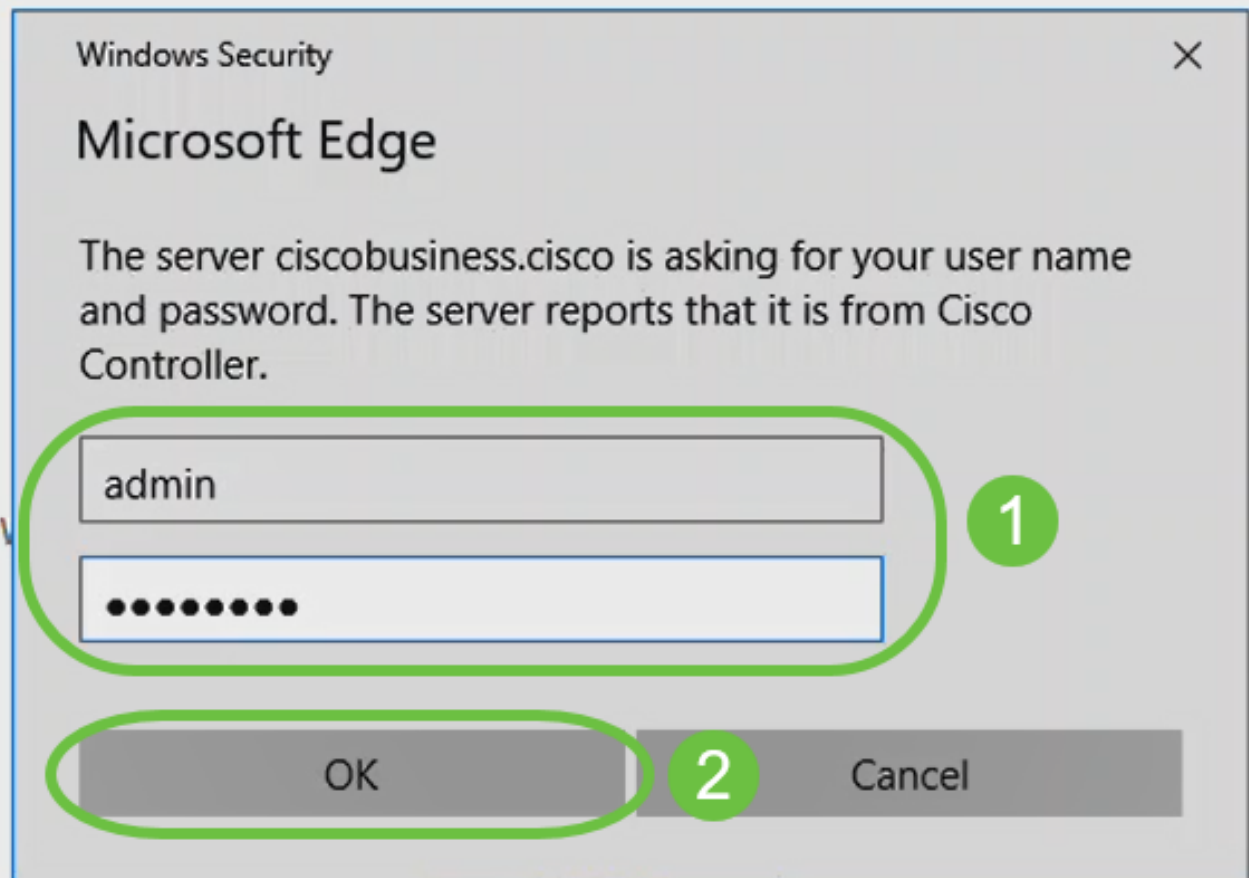 Windows Security
Microsoft Edge
The server ciscobusiness.cisco is asking for your user name
and password. The server reports that it is from Cisco
Controller.
admin
1
••••••••
OK
2
Cancel